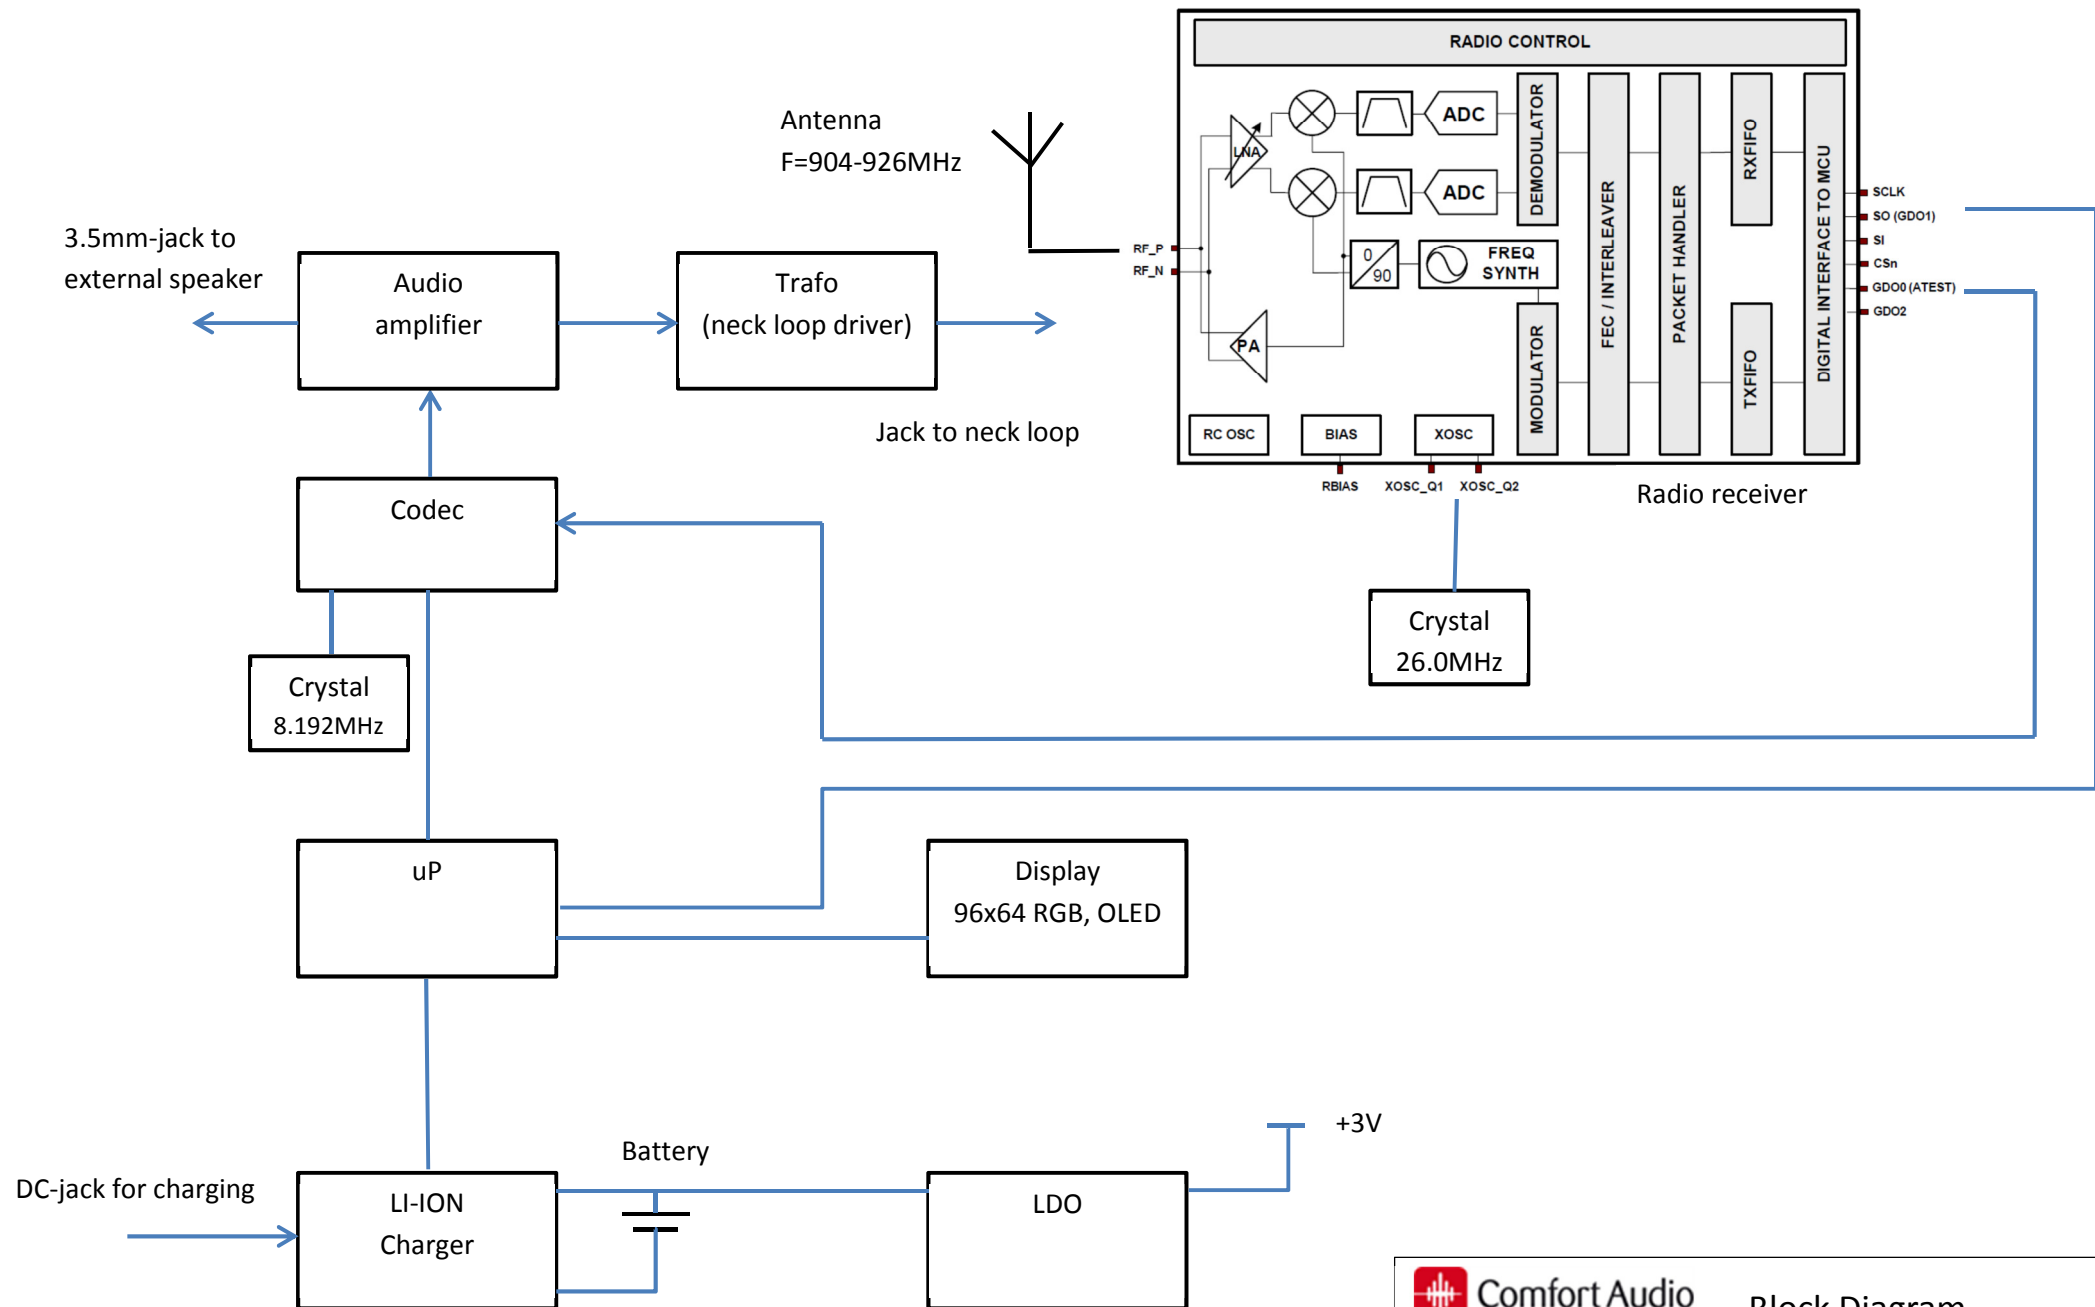 RADIO CONTROL
Antenna
F=904-926MHz
LNA
ADC
ADC
DEMODULATOR
FEC / INTERLEAVER
PACKET HANDLER
RXFIFO
DIGITAL INTERFACE TO MCU
SCLK
SO (GDO1)
SI
CSn
GDO0 (ATEST)
GDO2
RF_P
RF_N
0
90
FREQ
SYNTH
PA
MODULATOR
TXFIFO
RC OSC
BIAS
XOSC
RBIAS
XOSC_Q1
XOSC_Q2
Radio receiver
3.5mm-jack to
external speaker
Audio
amplifier
Trafo
(neck loop driver)
Jack to neck loop
Codec
Crystal
26.0MHz
Crystal
8.192MHz
uP
Display
96x64 RGB, OLED
+3V
Battery
DC-jack for charging
LI-ION
Charger
LDO
Comfort Audio
Block Diagram